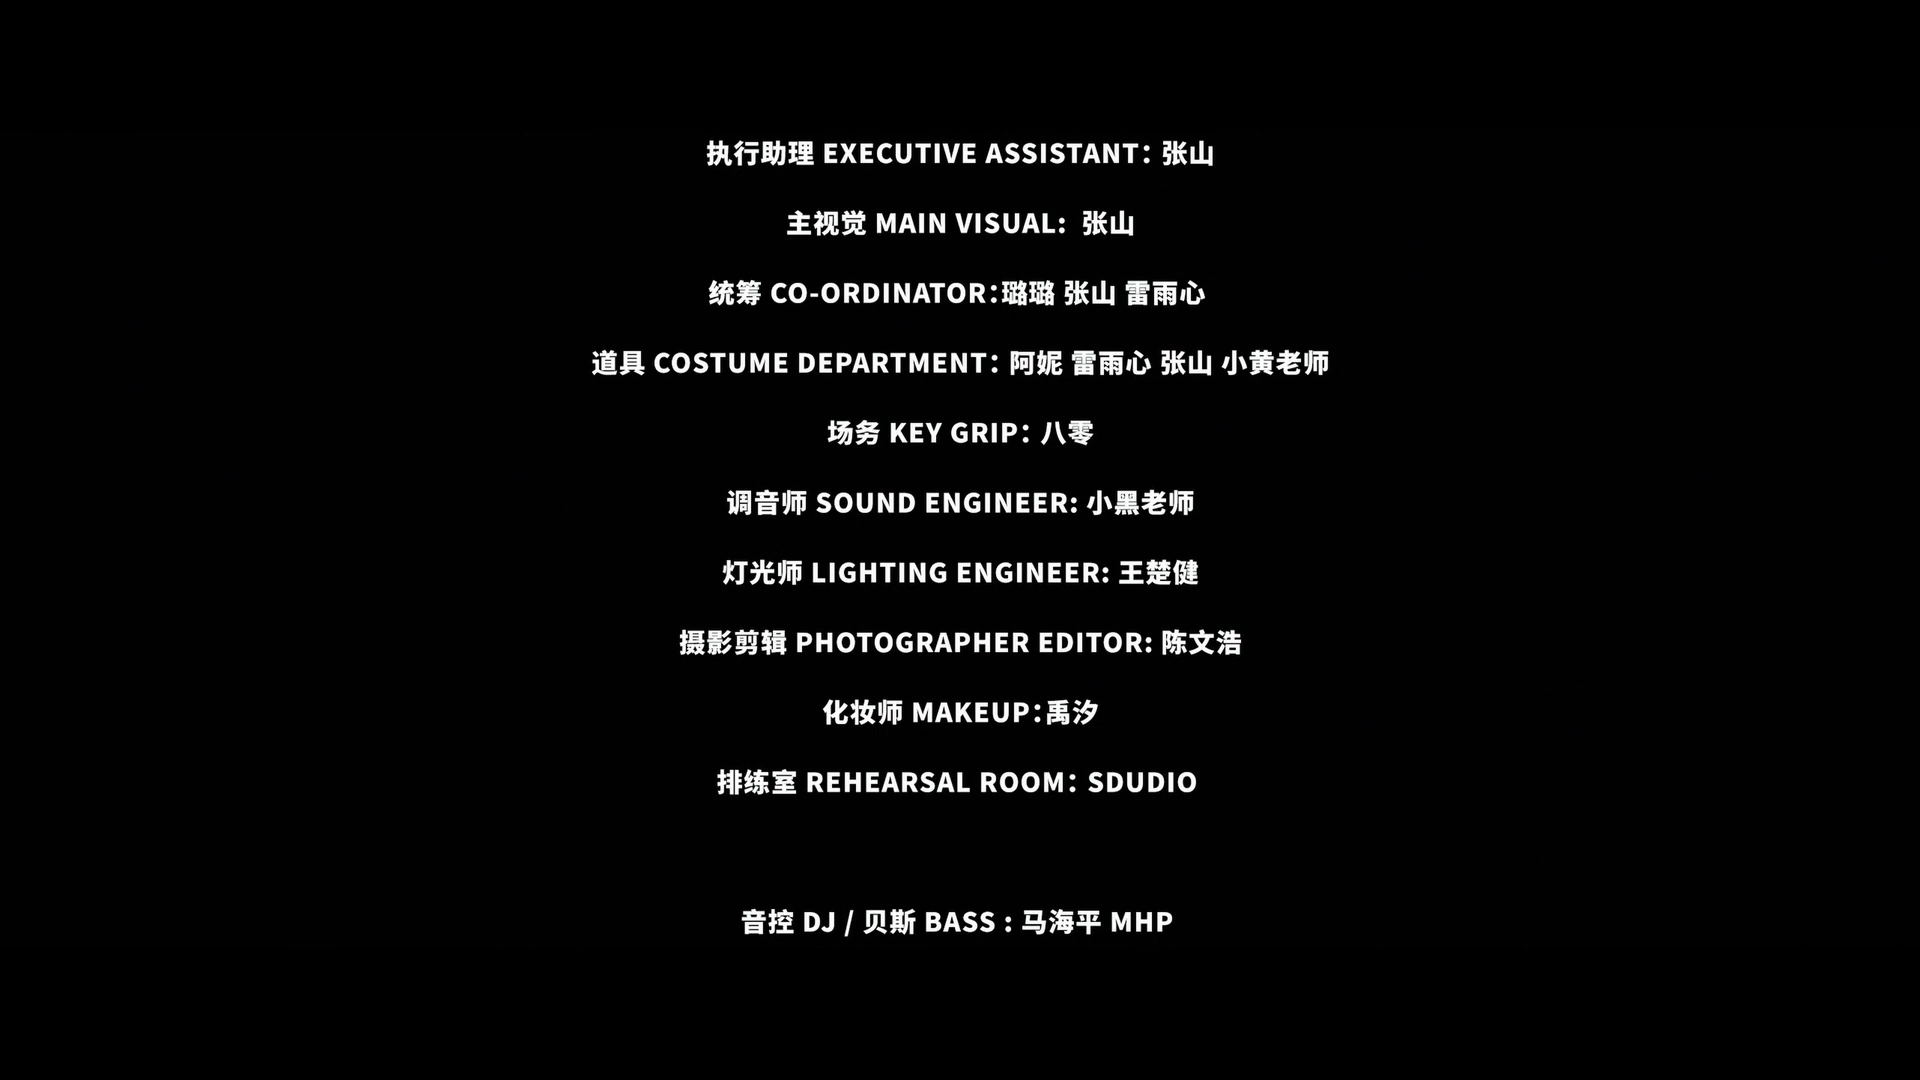 执行助理 EXECUTIVE ASSISTANT：张山
主视觉 MAIN VISUAL:  张山
统筹 CO-ORDINATOR：璐璐 张山 雷雨心
道具 COSTUME DEPARTMENT：阿妮 雷雨心 张山 小黄老师
场务 KEY GRIP：八零
调音师 SOUND ENGINEER: 小黑老师
灯光师 LIGHTING ENGINEER: 王楚健
摄影剪辑 PHOTOGRAPHER EDITOR: 陈文浩
化妆师 MAKEUP：禹汐
排练室 REHEARSAL ROOM：SDUDIO
音控 DJ / 贝斯 BASS : 马海平 MHP